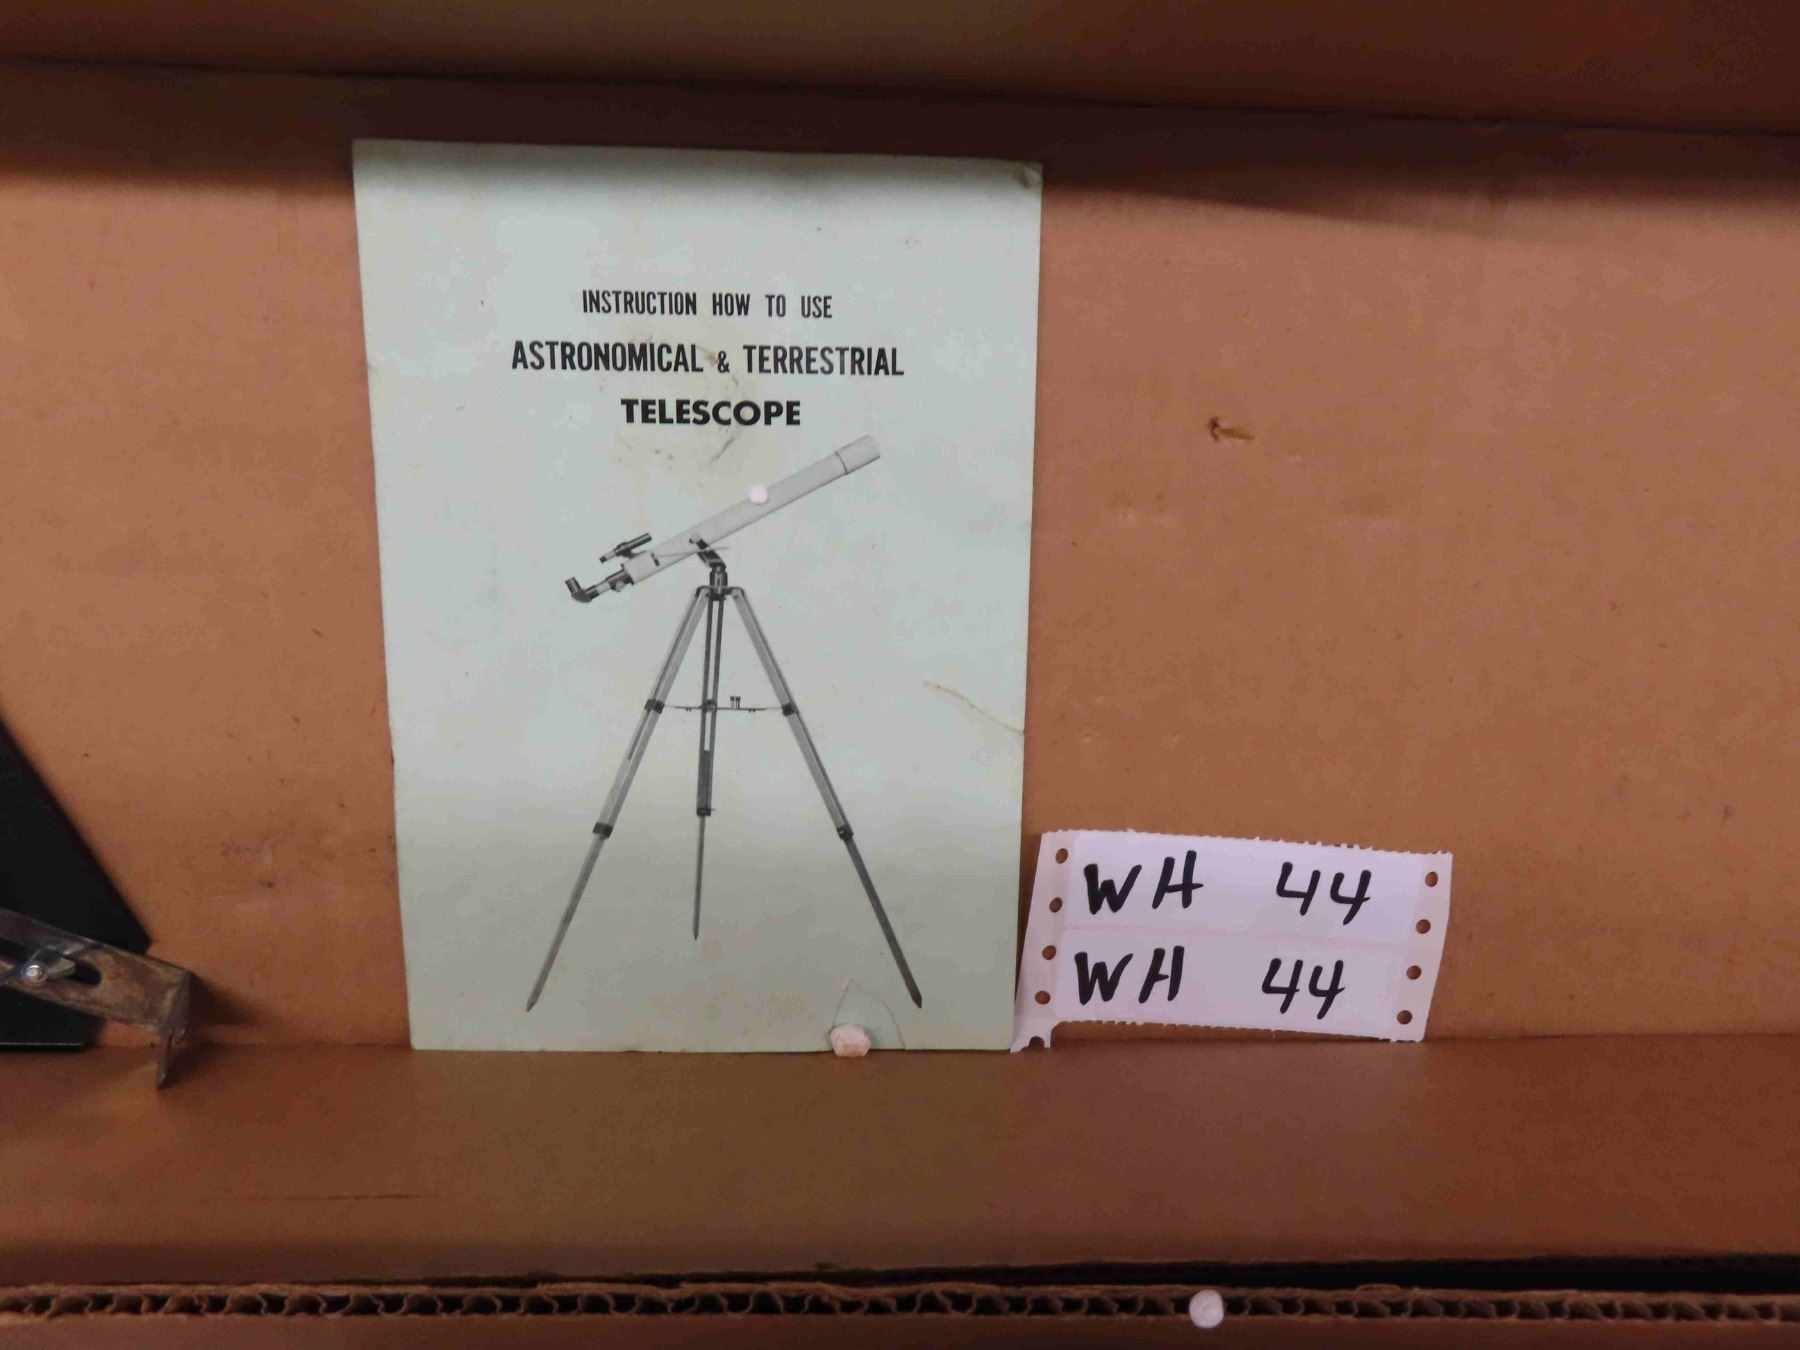 INSTRUCTION HOW TO USE
ASTRONOMICAL & TERRESTRIAL
TELESCOPE
WH 44
WH 44